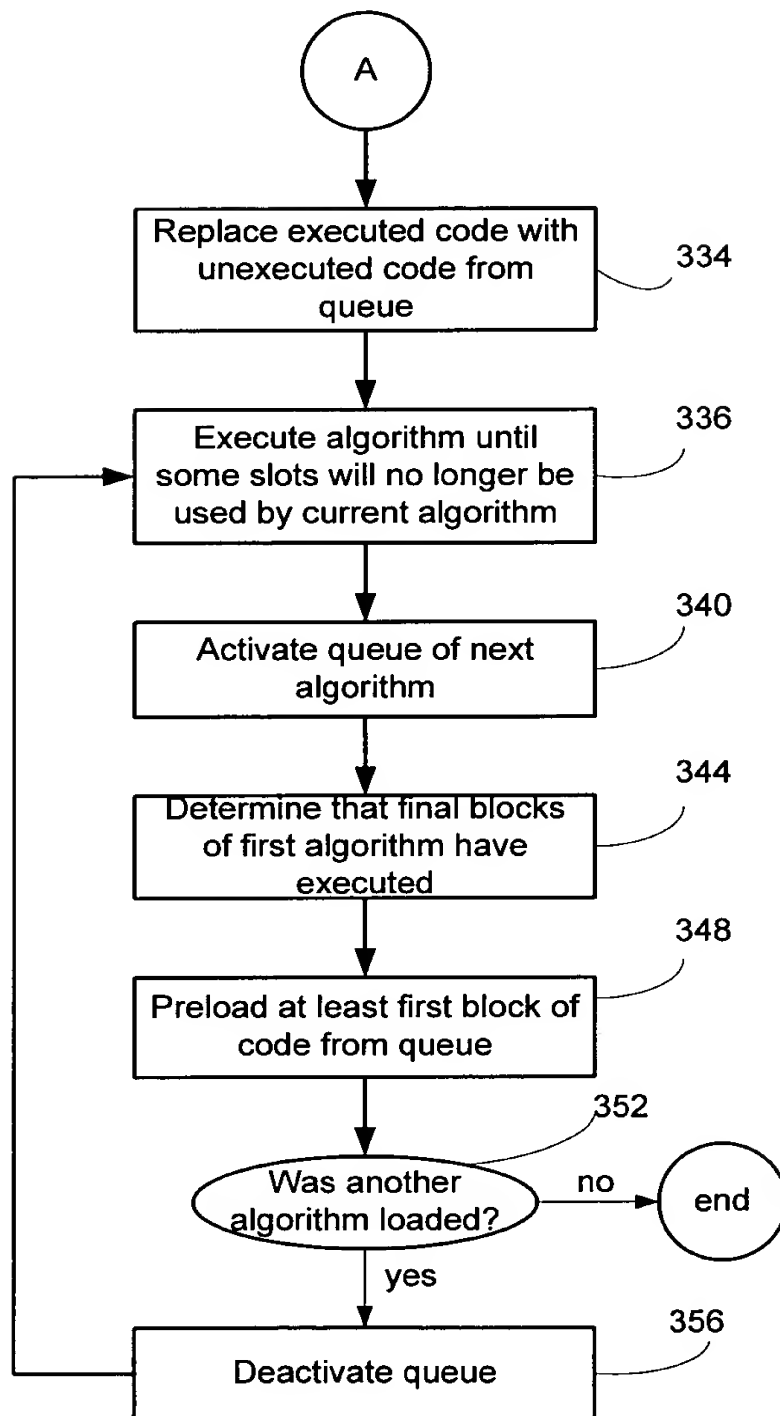 A
Replace executed code with
unexecuted code from
queue
334
Execute algorithm until
some slots will no longer be
used by current algorithm
336
Activate queue of next
algorithm
340
Determine that final blocks
of first algorithm have
executed
344
Preload at least first block of
code from queue
348
352
Was another
algorithm loaded?
no
end
yes
Deactivate queue
356